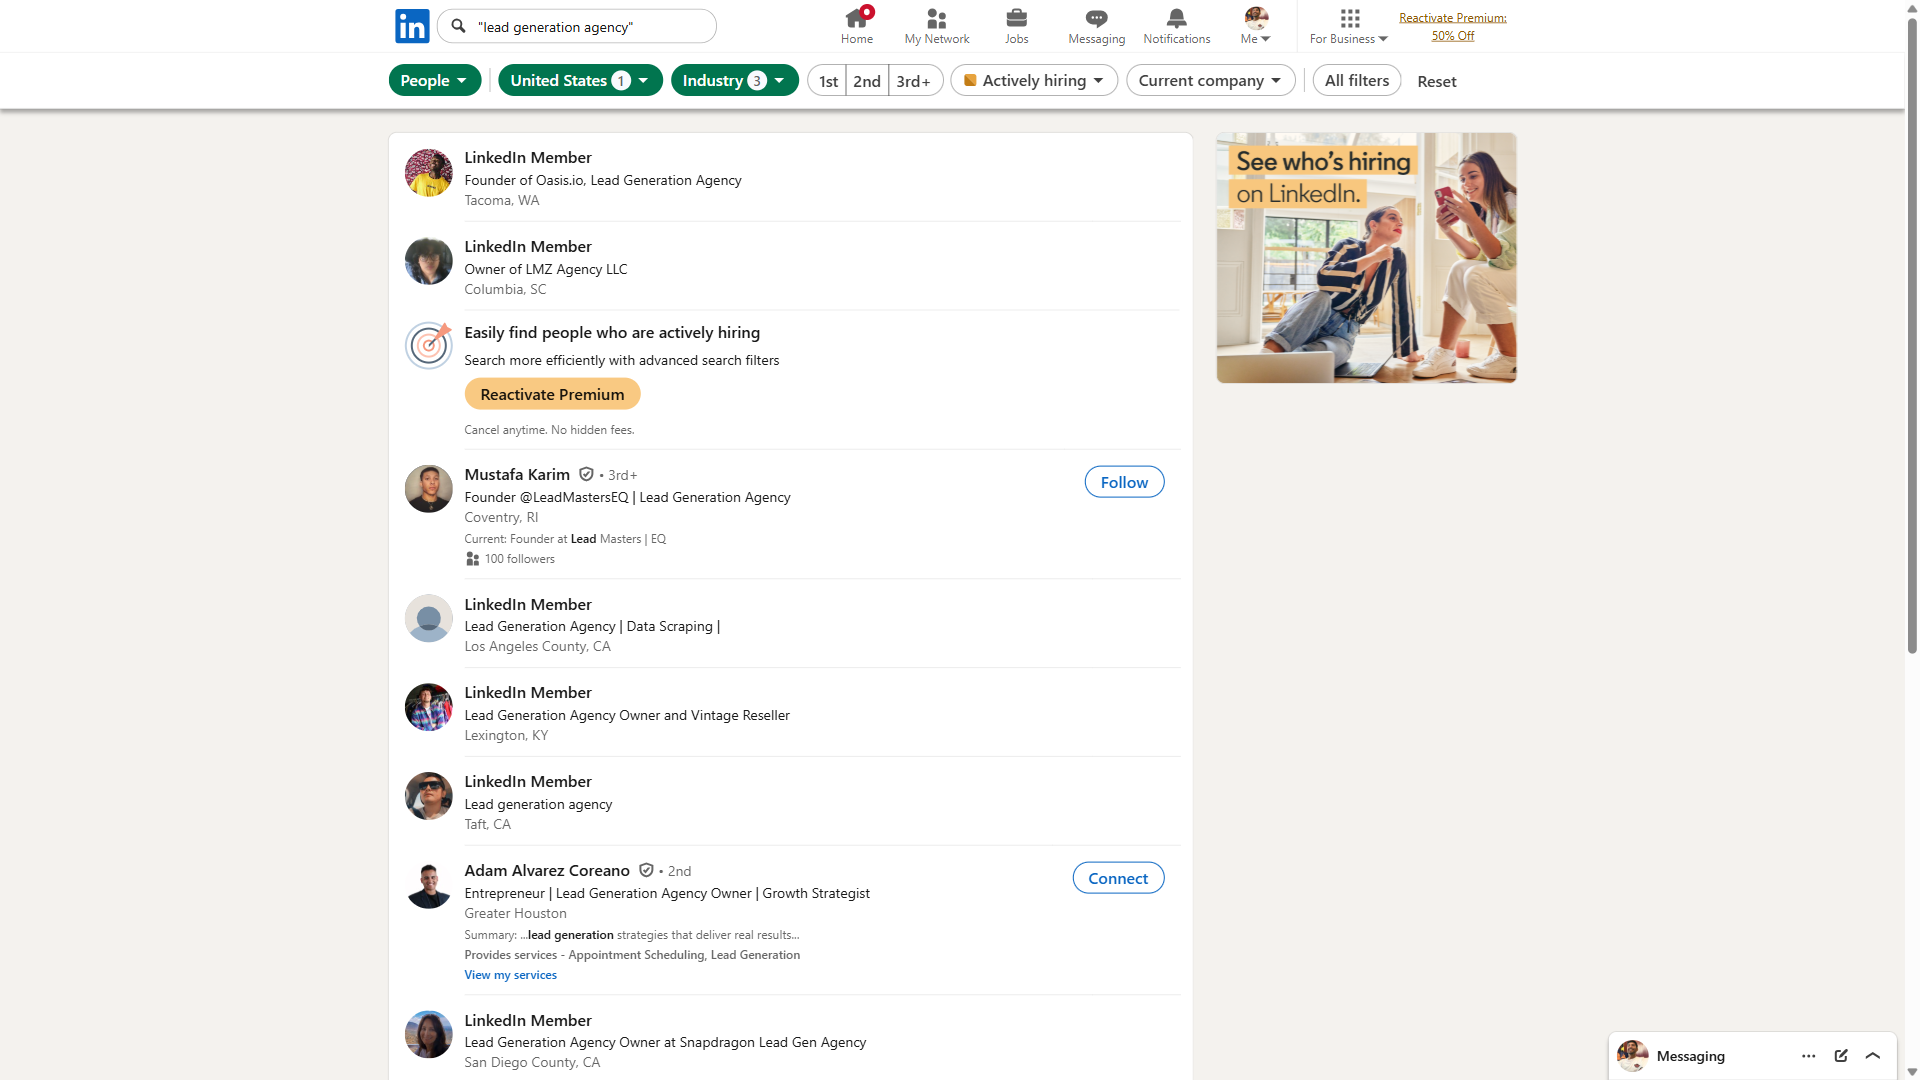 in
"lead generation agency"
Home
My Network
Jobs
Messaging
Notifications
Me
For Business
Reactivate Premium:
50% Off
People
United States 1
Industry 3
1st
2nd
3rd+
Actively hiring
Current company
All filters
Reset
LinkedIn Member
Founder of Oasis.io, Lead Generation Agency
Tacoma, WA
LinkedIn Member
Owner of LMZ Agency LLC
Columbia, SC
Easily find people who are actively hiring
Search more efficiently with advanced search filters
Reactivate Premium
Cancel anytime. No hidden fees.
Mustafa Karim • 3rd+
Follow
Founder @LeadMastersEQ | Lead Generation Agency
Coventry, RI
Current: Founder at Lead Masters | EQ
100 followers
LinkedIn Member
Lead Generation Agency | Data Scraping |
Los Angeles County, CA
LinkedIn Member
Lead Generation Agency Owner and Vintage Reseller
Lexington, KY
LinkedIn Member
Lead generation agency
Taft, CA
Adam Alvarez Coreano • 2nd
Connect
Entrepreneur | Lead Generation Agency Owner | Growth Strategist
Greater Houston
Summary: ...lead generation strategies that deliver real results...
Provides services - Appointment Scheduling, Lead Generation
View my services
LinkedIn Member
Lead Generation Agency Owner at Snapdragon Lead Gen Agency
San Diego County, CA
See who's hiring
on LinkedIn.
Messaging